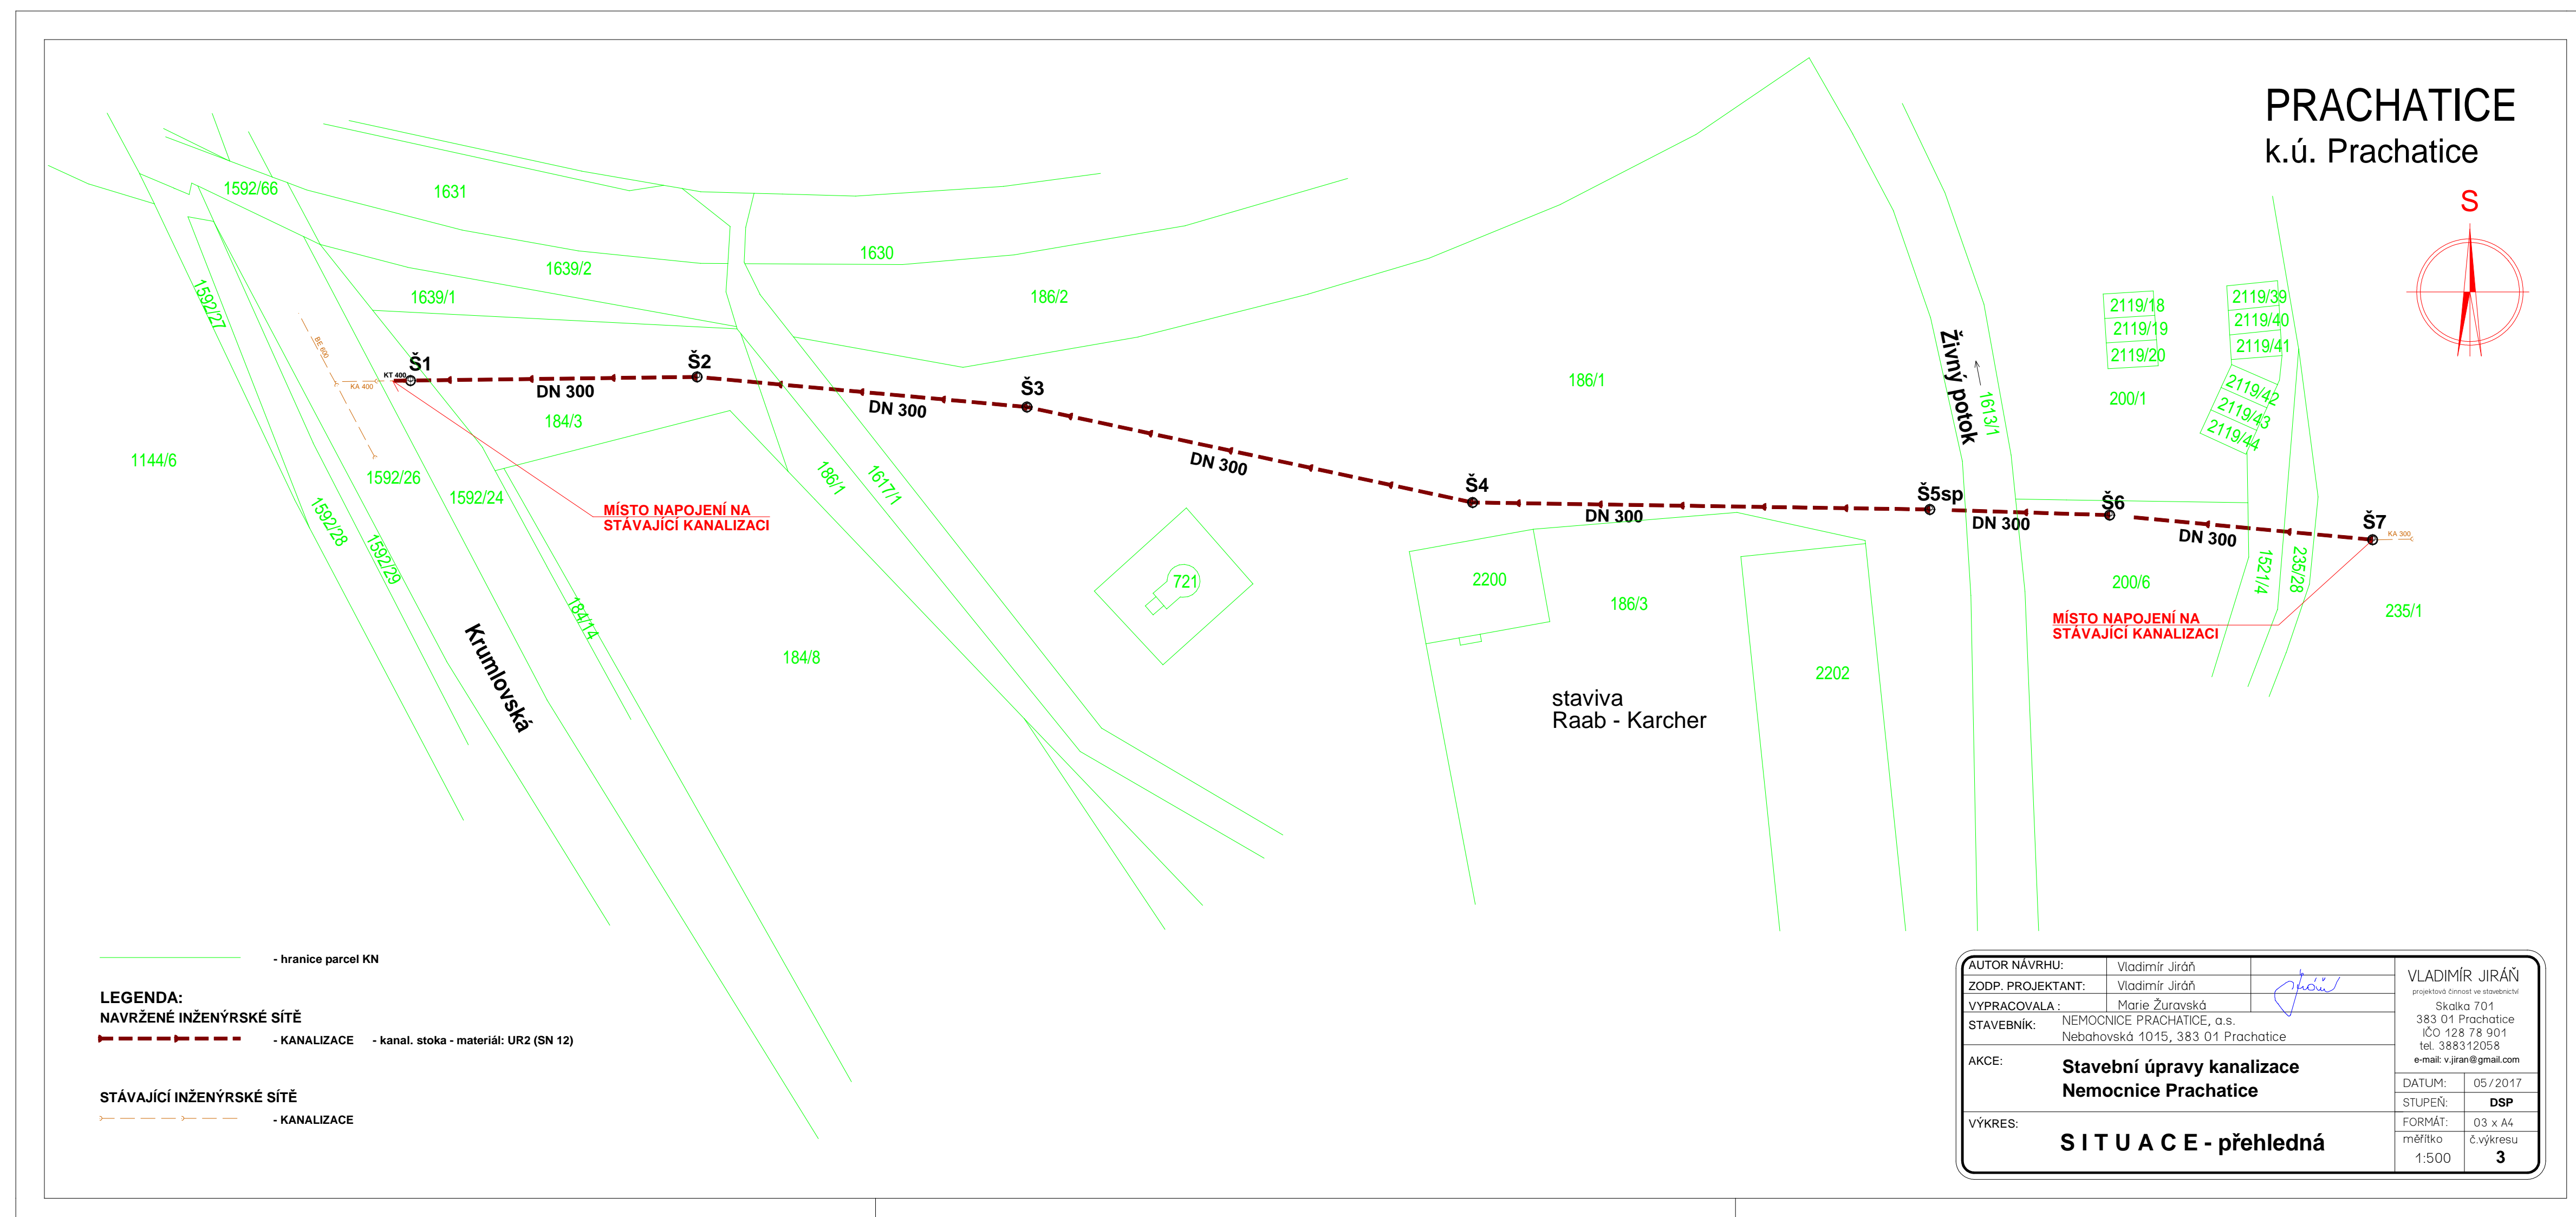 PRACHATICE
k.ú. Prachatice
S
1592/66
1631
1630
1639/2
1639/1
186/2
1592/27
BE 600
KA 400
KT 400
Š1
DN 300
Š2
DN 300
Š3
DN 300
Š4
DN 300
Š5sp
DN 300
Š6
DN 300
Š7
KA 300
184/3
186/1
Živný potok
1613/1
2119/18
2119/19
2119/20
200/1
2119/39
2119/40
2119/41
2119/42
2119/43
2119/44
1144/6
1592/26
1592/24
1592/28
1592/29
186/1
1617/1
MÍSTO NAPOJENÍ NA
STÁVAJÍCÍ KANALIZACI
184/14
Krumlovská
184/8
721
2200
186/3
2202
staviva
Raab - Karcher
200/6
1521/4
235/28
235/1
MÍSTO NAPOJENÍ NA
STÁVAJÍCÍ KANALIZACI
- hranice parcel KN
LEGENDA:
NAVRŽENÉ INŽENÝRSKÉ SÍTĚ
- KANALIZACE - kanal. stoka - materiál: UR2 (SN 12)
STÁVAJÍCÍ INŽENÝRSKÉ SÍTĚ
- KANALIZACE
AUTOR NÁVRHU: Vladimír Jiráň
ZODP. PROJEKTANT: Vladimír Jiráň
VYPRACOVALA : Marie Žuravská
STAVEBNÍK: NEMOCNICE PRACHATICE, a.s.
Nebahovská 1015, 383 01 Prachatice
AKCE: Stavební úpravy kanalizace
Nemocnice Prachatice
VÝKRES: S I T U A C E - přehledná
VLADIMÍR JIRÁŇ
projektová činnost ve stavebnictví
Skalka 701
383 01 Prachatice
IČO 128 78 901
tel. 388312058
e-mail: v.jiran@gmail.com
DATUM: 05/2017
STUPEŇ: DSP
FORMÁT: 03 x A4
měřítko č.výkresu
1:500 3